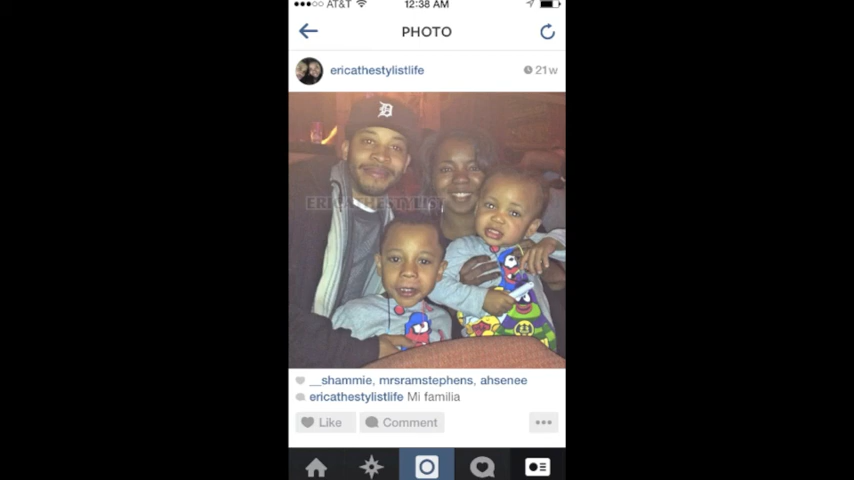 AT&T 12:38 AM
PHOTO
ericathestylistlife 21w
D
ERICATHESTYLIST
__shammie, mrsramstephens, ahsenee
ericathestylistlife Mi familia
Like Comment